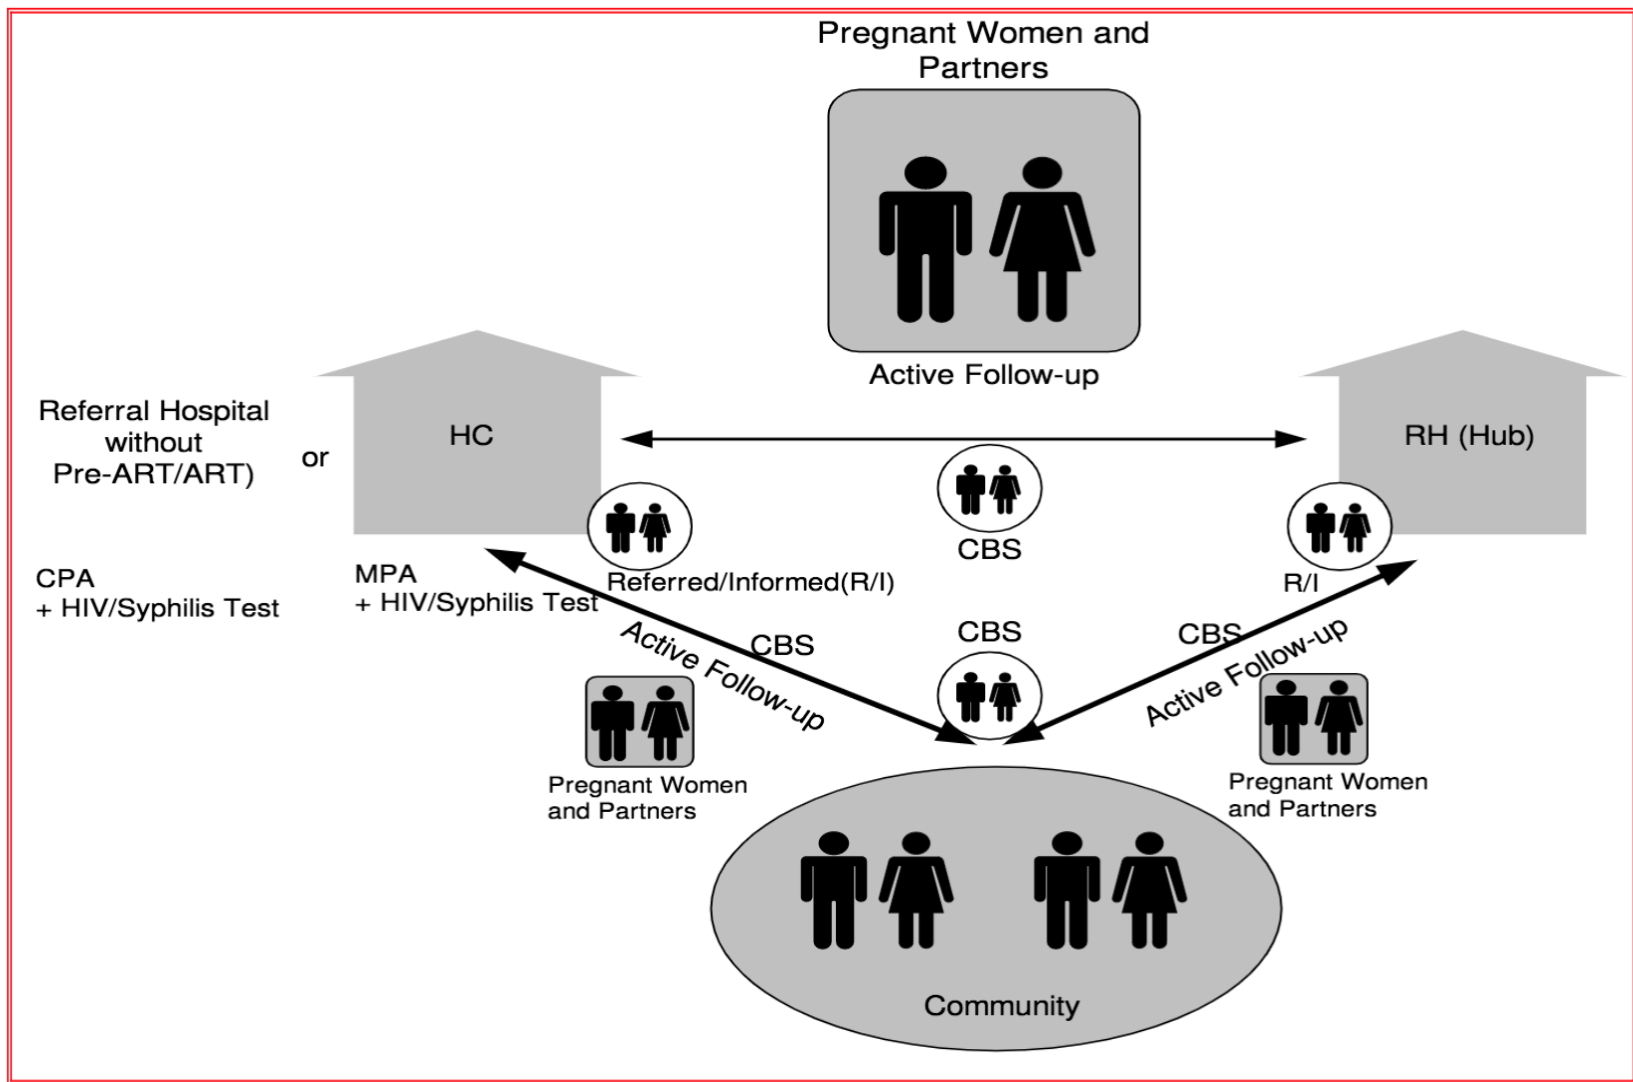 Pregnant Women and
Partners
Active Follow-up
Referral Hospital
without
Pre-ART/ART)
or
HC
RH (Hub)
CBS
CPA
+ HIV/Syphilis Test
MPA
+ HIV/Syphilis Test
Referred/Informed(R/I)
R/I
CBS
Active Follow-up
CBS
CBS
Active Follow-up
Pregnant Women
and Partners
Pregnant Women
and Partners
Community